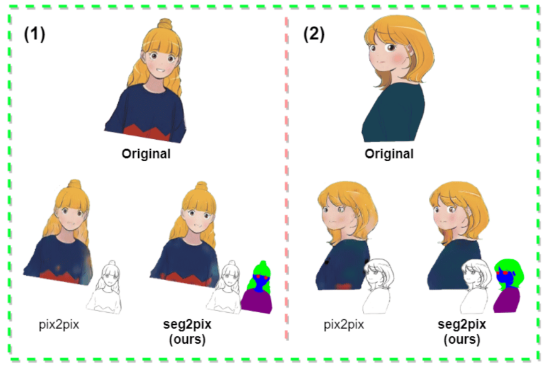 (1)
Original
pix2pix
seg2pix
(ours)
(2)
Original
pix2pix
seg2pix
(ours)